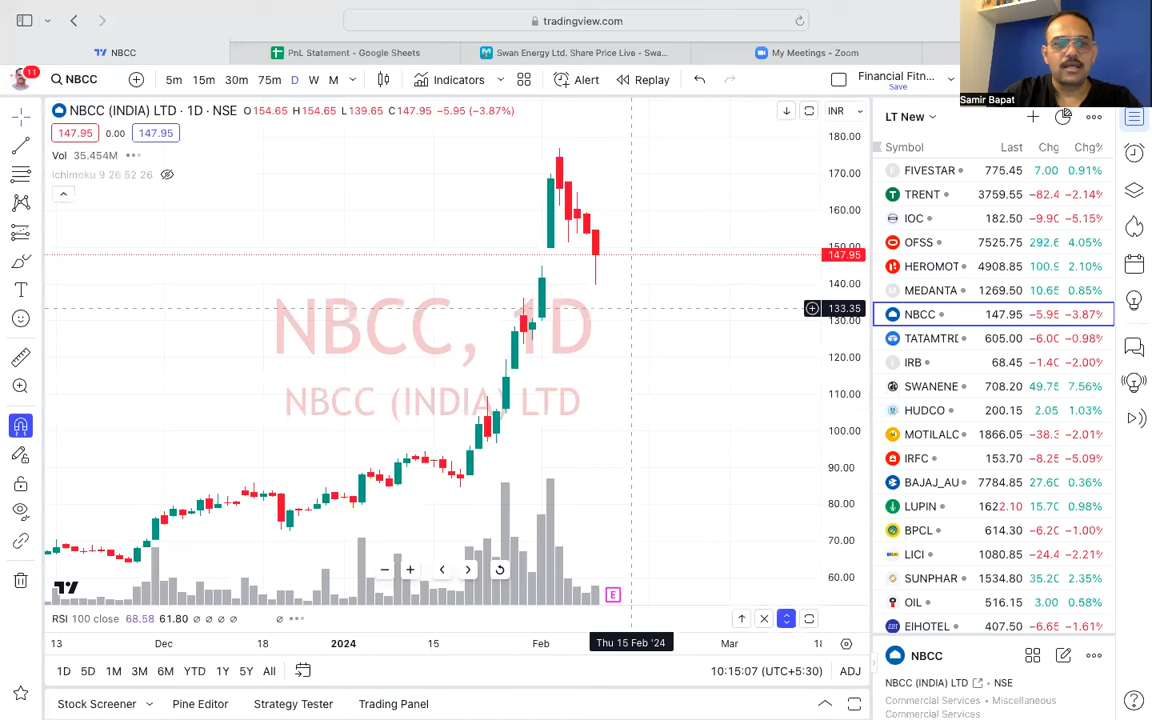 tradingview.com
NBCC
PnL Statement - Google Sheets
Swan Energy Ltd. Share Price Live - Swa...
My Meetings - Zoom
11
NBCC
5m 15m 30m 75m D W M
Indicators
Alert
Replay
Financial Fitn...
Save
Samir Bapat
NBCC (INDIA) LTD · 1D · NSE O154.65 H154.65 L139.65 C147.95 −5.95 (−3.87%)
INR
147.95 0.00 147.95
Vol 35.454M
Ichimoku 9 26 52 26
NBCC, 1D
NBCC (INDIA) LTD
180.00
170.00
160.00
150.00
147.95
140.00
133.35
130.00
120.00
110.00
100.00
90.00
80.00
70.00
60.00
E
RSI 100 close 68.58 61.80
13 Dec 18 2024 15 Feb Thu 15 Feb '24 Mar 18
1D 5D 1M 3M 6M YTD 1Y 5Y All
10:15:07 (UTC+5:30) ADJ
Stock Screener Pine Editor Strategy Tester Trading Panel
LT New
Symbol Last Chg Chg%
FIVESTAR 775.45 7.00 0.91%
TRENT 3759.55 −82.4 −2.14%
IOC 182.50 −9.90 −5.15%
OFSS 7525.75 292.6 4.05%
HEROMOT 4908.85 100.9 2.10%
MEDANTA 1269.50 10.65 0.85%
NBCC 147.95 −5.95 −3.87%
TATAMTRD 605.00 −6.00 −0.98%
IRB 68.45 −1.40 −2.00%
SWANENE 708.20 49.75 7.56%
HUDCO 200.15 2.05 1.03%
MOTILALO 1866.05 −38.3 −2.01%
IRFC 153.70 −8.25 −5.09%
BAJAJ_AU 7784.85 27.60 0.36%
LUPIN 1622.10 15.70 0.98%
BPCL 614.30 −6.20 −1.00%
LICI 1080.85 −24.4 −2.21%
SUNPHAR 1534.80 35.20 2.35%
OIL 516.15 3.00 0.58%
EIHOTEL 407.50 −6.65 −1.61%
NBCC
NBCC (INDIA) LTD · NSE
Commercial Services • Miscellaneous
Commercial Services